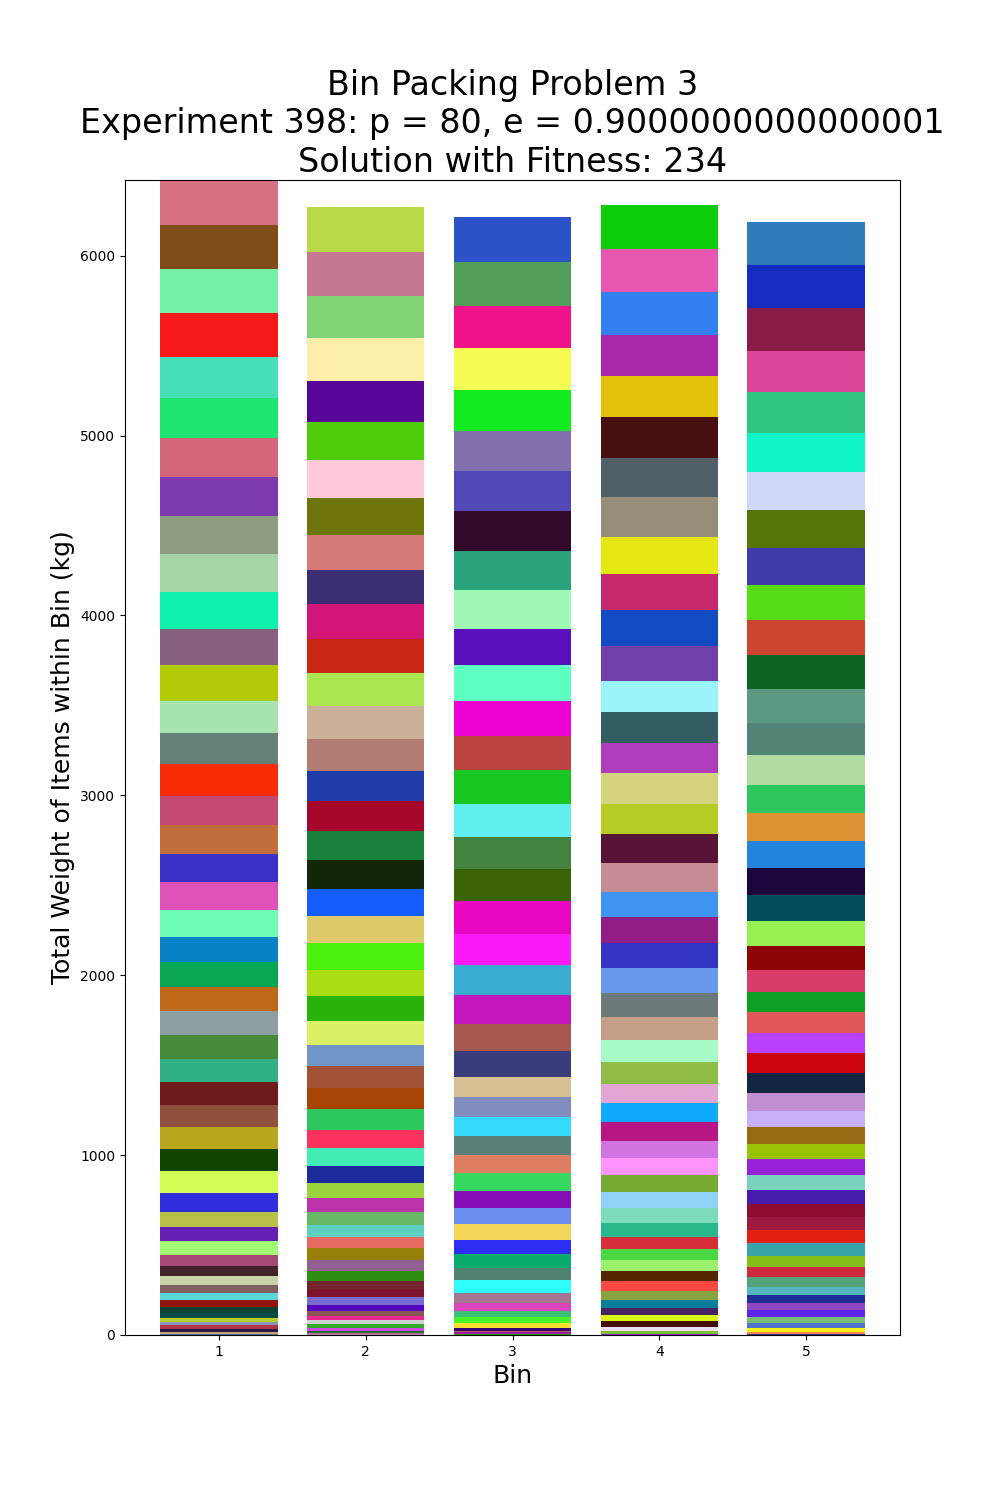 Bin Packing Problem 3
Experiment 398: p = 80, e = 0.9000000000000001
Solution with Fitness: 234
Total Weight of Items within Bin (kg)
6000
5000
4000
3000
2000
1000
0
1 2 3 4 5
Bin